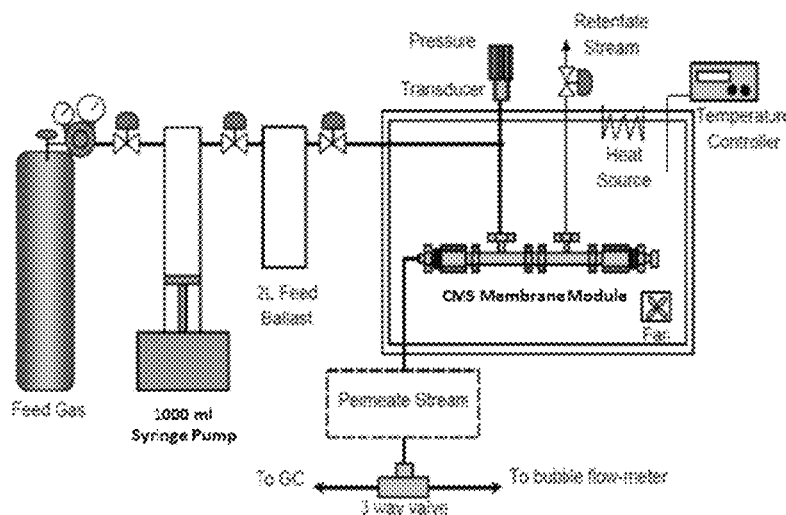 Pressure
Transducer
Retentate
Stream
Temperature
Controller
Heat
Source
2L Feed
Ballast
CMS Membrane Module
Fan
Feed Gas
1000 ml
Syringe Pump
Permeate Stream
To GC
To bubble flow-meter
3 way valve